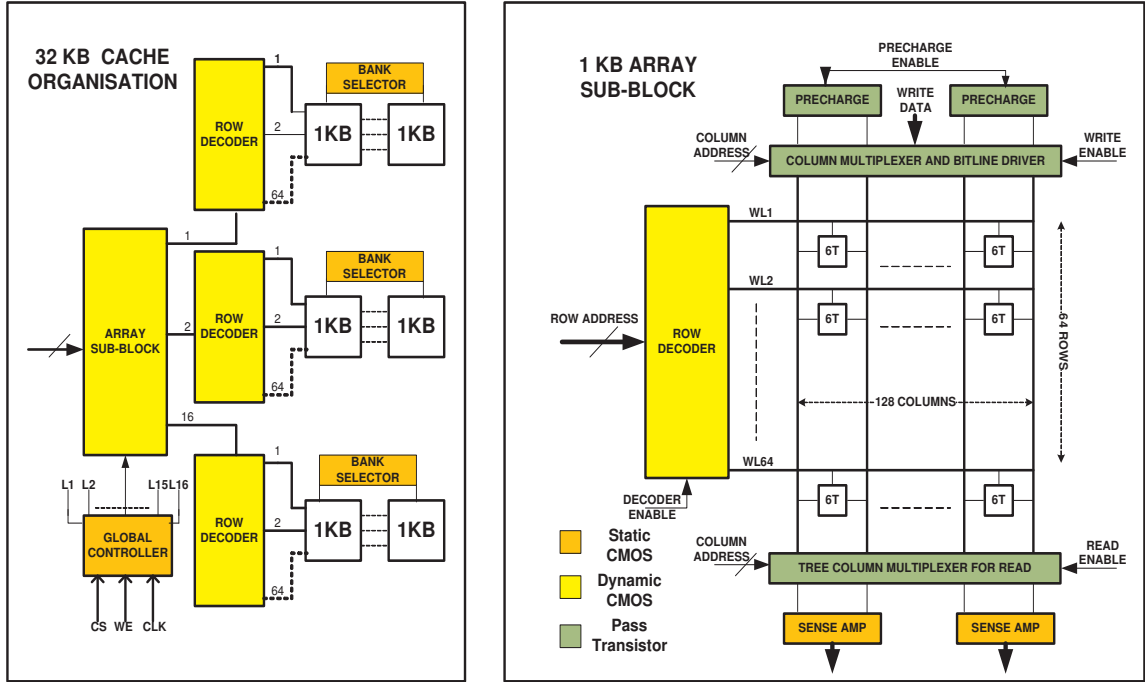 32 KB CACHE
ORGANISATION
1
BANK
SELECTOR
ROW
DECODER
2
1KB
1KB
64
1
1
BANK
SELECTOR
ARRAY
SUB-BLOCK
2
ROW
DECODER
2
1KB
1KB
64
16
1
BANK
SELECTOR
L1 L2
L15 L16
GLOBAL
CONTROLLER
ROW
DECODER
2
1KB
1KB
64
CS WE CLK
1 KB ARRAY
SUB-BLOCK
PRECHARGE
ENABLE
PRECHARGE
WRITE
DATA
PRECHARGE
COLUMN
ADDRESS
COLUMN MULTIPLEXER AND BITLINE DRIVER
WRITE
ENABLE
WL1
6T
6T
WL2
6T
6T
ROW ADDRESS
ROW
DECODER
64 ROWS
128 COLUMNS
WL64
6T
6T
DECODER
ENABLE
Static
CMOS
COLUMN
ADDRESS
TREE COLUMN MULTIPLEXER FOR READ
READ
ENABLE
Dynamic
CMOS
Pass
Transistor
SENSE AMP
SENSE AMP